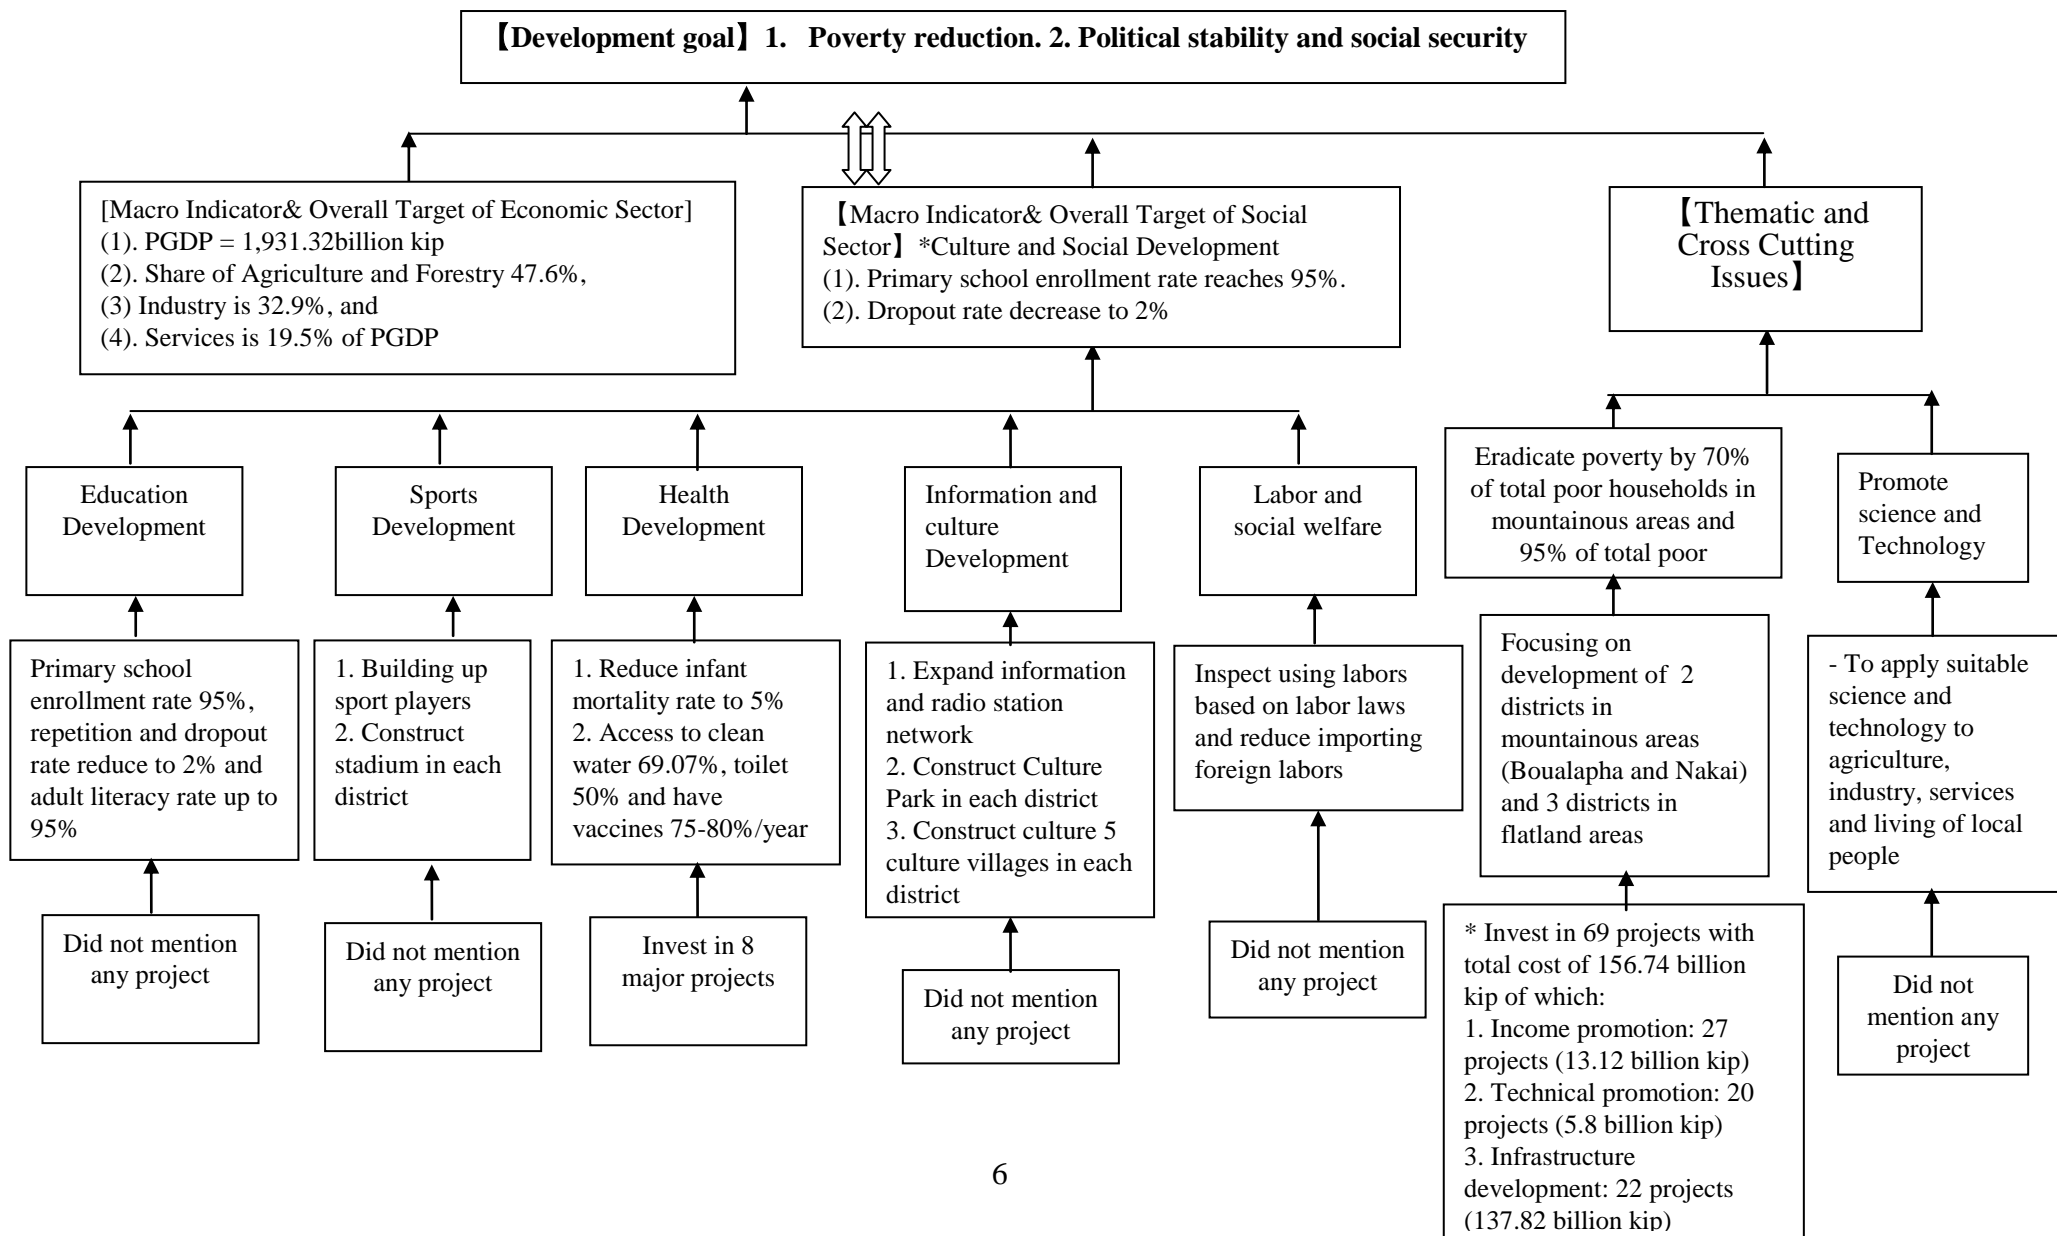 【Development goal】1. Poverty reduction. 2. Political stability and social security
[Macro Indicator& Overall Target of Economic Sector]
(1). PGDP = 1,931.32billion kip
(2). Share of Agriculture and Forestry 47.6%,
(3) Industry is 32.9%, and
(4). Services is 19.5% of PGDP
【Macro Indicator& Overall Target of Social
Sector】*Culture and Social Development
(1). Primary school enrollment rate reaches 95%.
(2). Dropout rate decrease to 2%
【Thematic and
Cross Cutting
Issues】
Education
Development
Sports
Development
Health
Development
Information and
culture
Development
Labor and
social welfare
Eradicate poverty by 70%
of total poor households in
mountainous areas and
95% of total poor
Promote
science and
Technology
Primary school
enrollment rate 95%,
repetition and dropout
rate reduce to 2% and
adult literacy rate up to
95%
1. Building up
sport players
2. Construct
stadium in each
district
1. Reduce infant
mortality rate to 5%
2. Access to clean
water 69.07%, toilet
50% and have
vaccines 75-80%/year
1. Expand information
and radio station
network
2. Construct Culture
Park in each district
3. Construct culture 5
culture villages in each
district
Inspect using labors
based on labor laws
and reduce importing
foreign labors
Focusing on
development of 2
districts in
mountainous areas
(Boualapha and Nakai)
and 3 districts in
flatland areas
- To apply suitable
science and
technology to
agriculture,
industry, services
and living of local
people
Did not mention
any project
Did not mention
any project
Invest in 8
major projects
Did not mention
any project
Did not mention
any project
* Invest in 69 projects with
total cost of 156.74 billion
kip of which:
1. Income promotion: 27
projects (13.12 billion kip)
2. Technical promotion: 20
projects (5.8 billion kip)
3. Infrastructure
development: 22 projects
(137.82 billion kip)
Did not
mention any
project
6